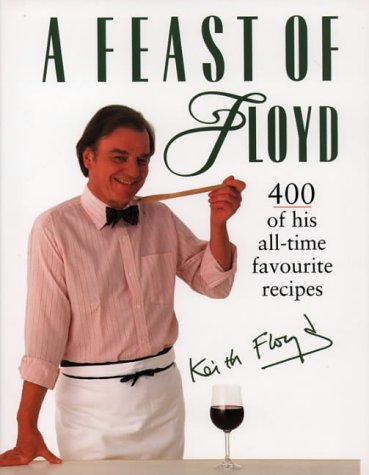 A FEAST OF
FLOYD
400
of his
all-time
favourite
recipes
Keith Floyd